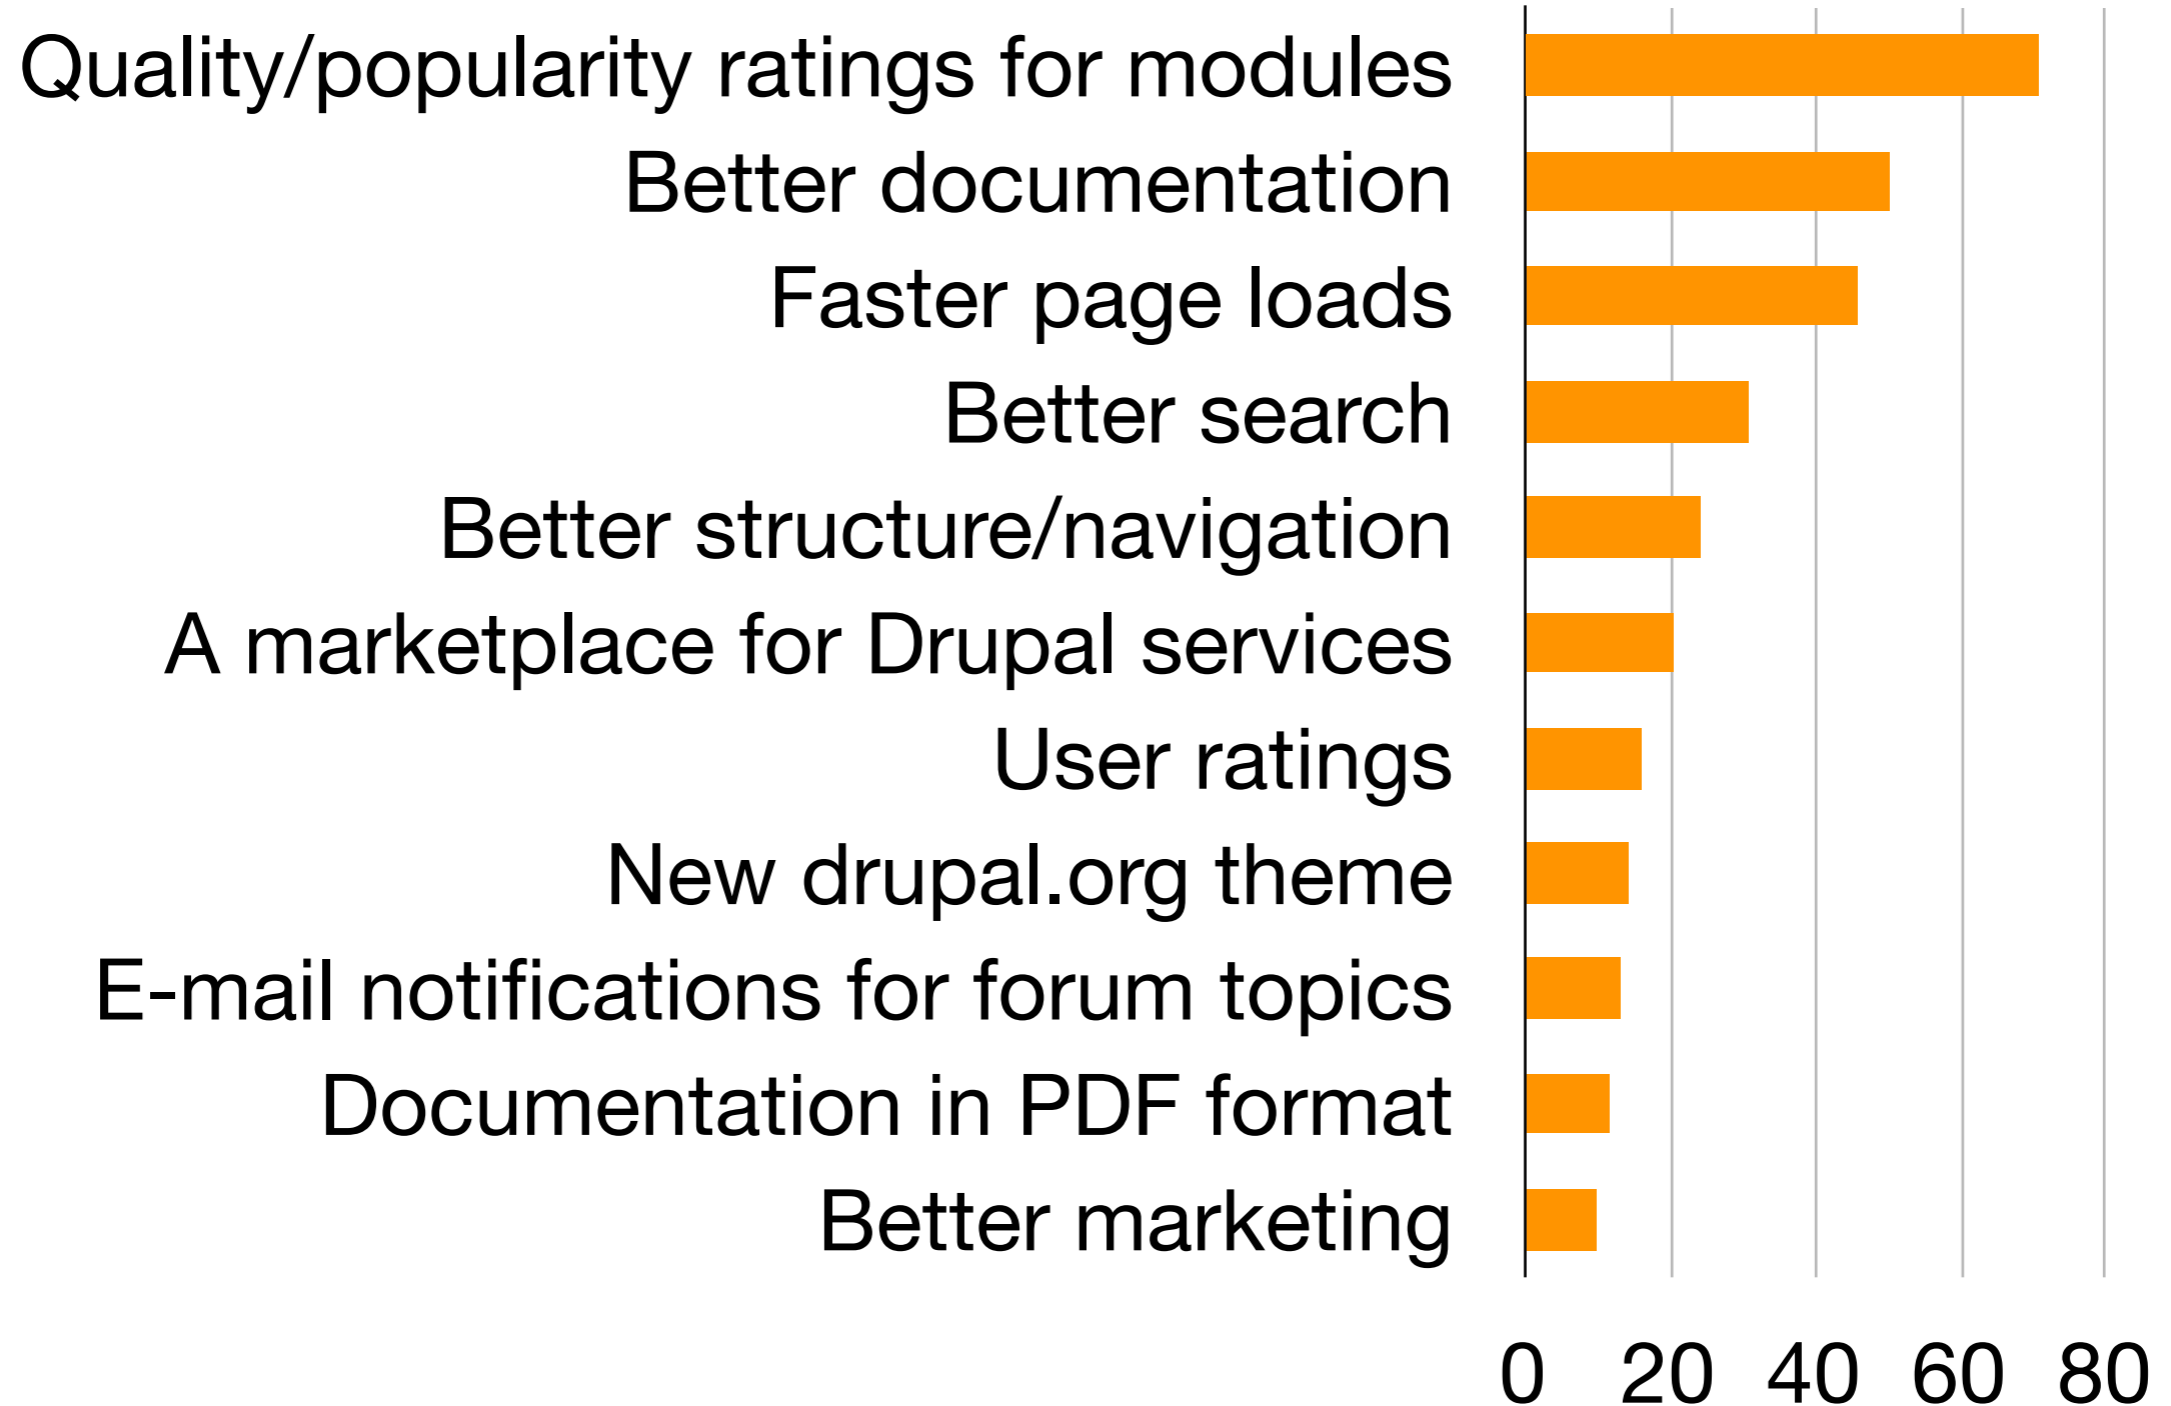 Quality/popularity ratings for modules
Better documentation
Faster page loads
Better search
Better structure/navigation
A marketplace for Drupal services
User ratings
New drupal.org theme
E-mail notifications for forum topics
Documentation in PDF format
Better marketing
0 20 40 60 80